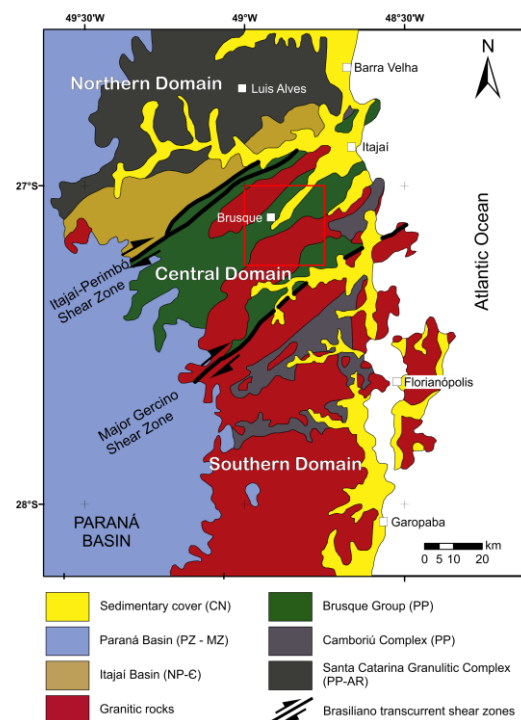 49°30'
49°
48°30'
N
Northern Domain
Barra Velha
Luis Alves
Itajaí
27°S
Brusque
Atlantic Ocean
Itajaí-Perimbó
Shear Zone
Central Domain
Major Gercino
Shear Zone
Florianópolis
Southern Domain
28°S
PARANÁ
BASIN
Garopaba
km
0 5 10 20
Sedimentary cover (CN)
Brusque Group (PP)
Paraná Basin (PZ - MZ)
Camboriú Complex (PP)
Itajaí Basin (NP-Є)
Santa Catarina Granulitic Complex
(PP-AR)
Granitic rocks
Brasiliano transcurrent shear zones